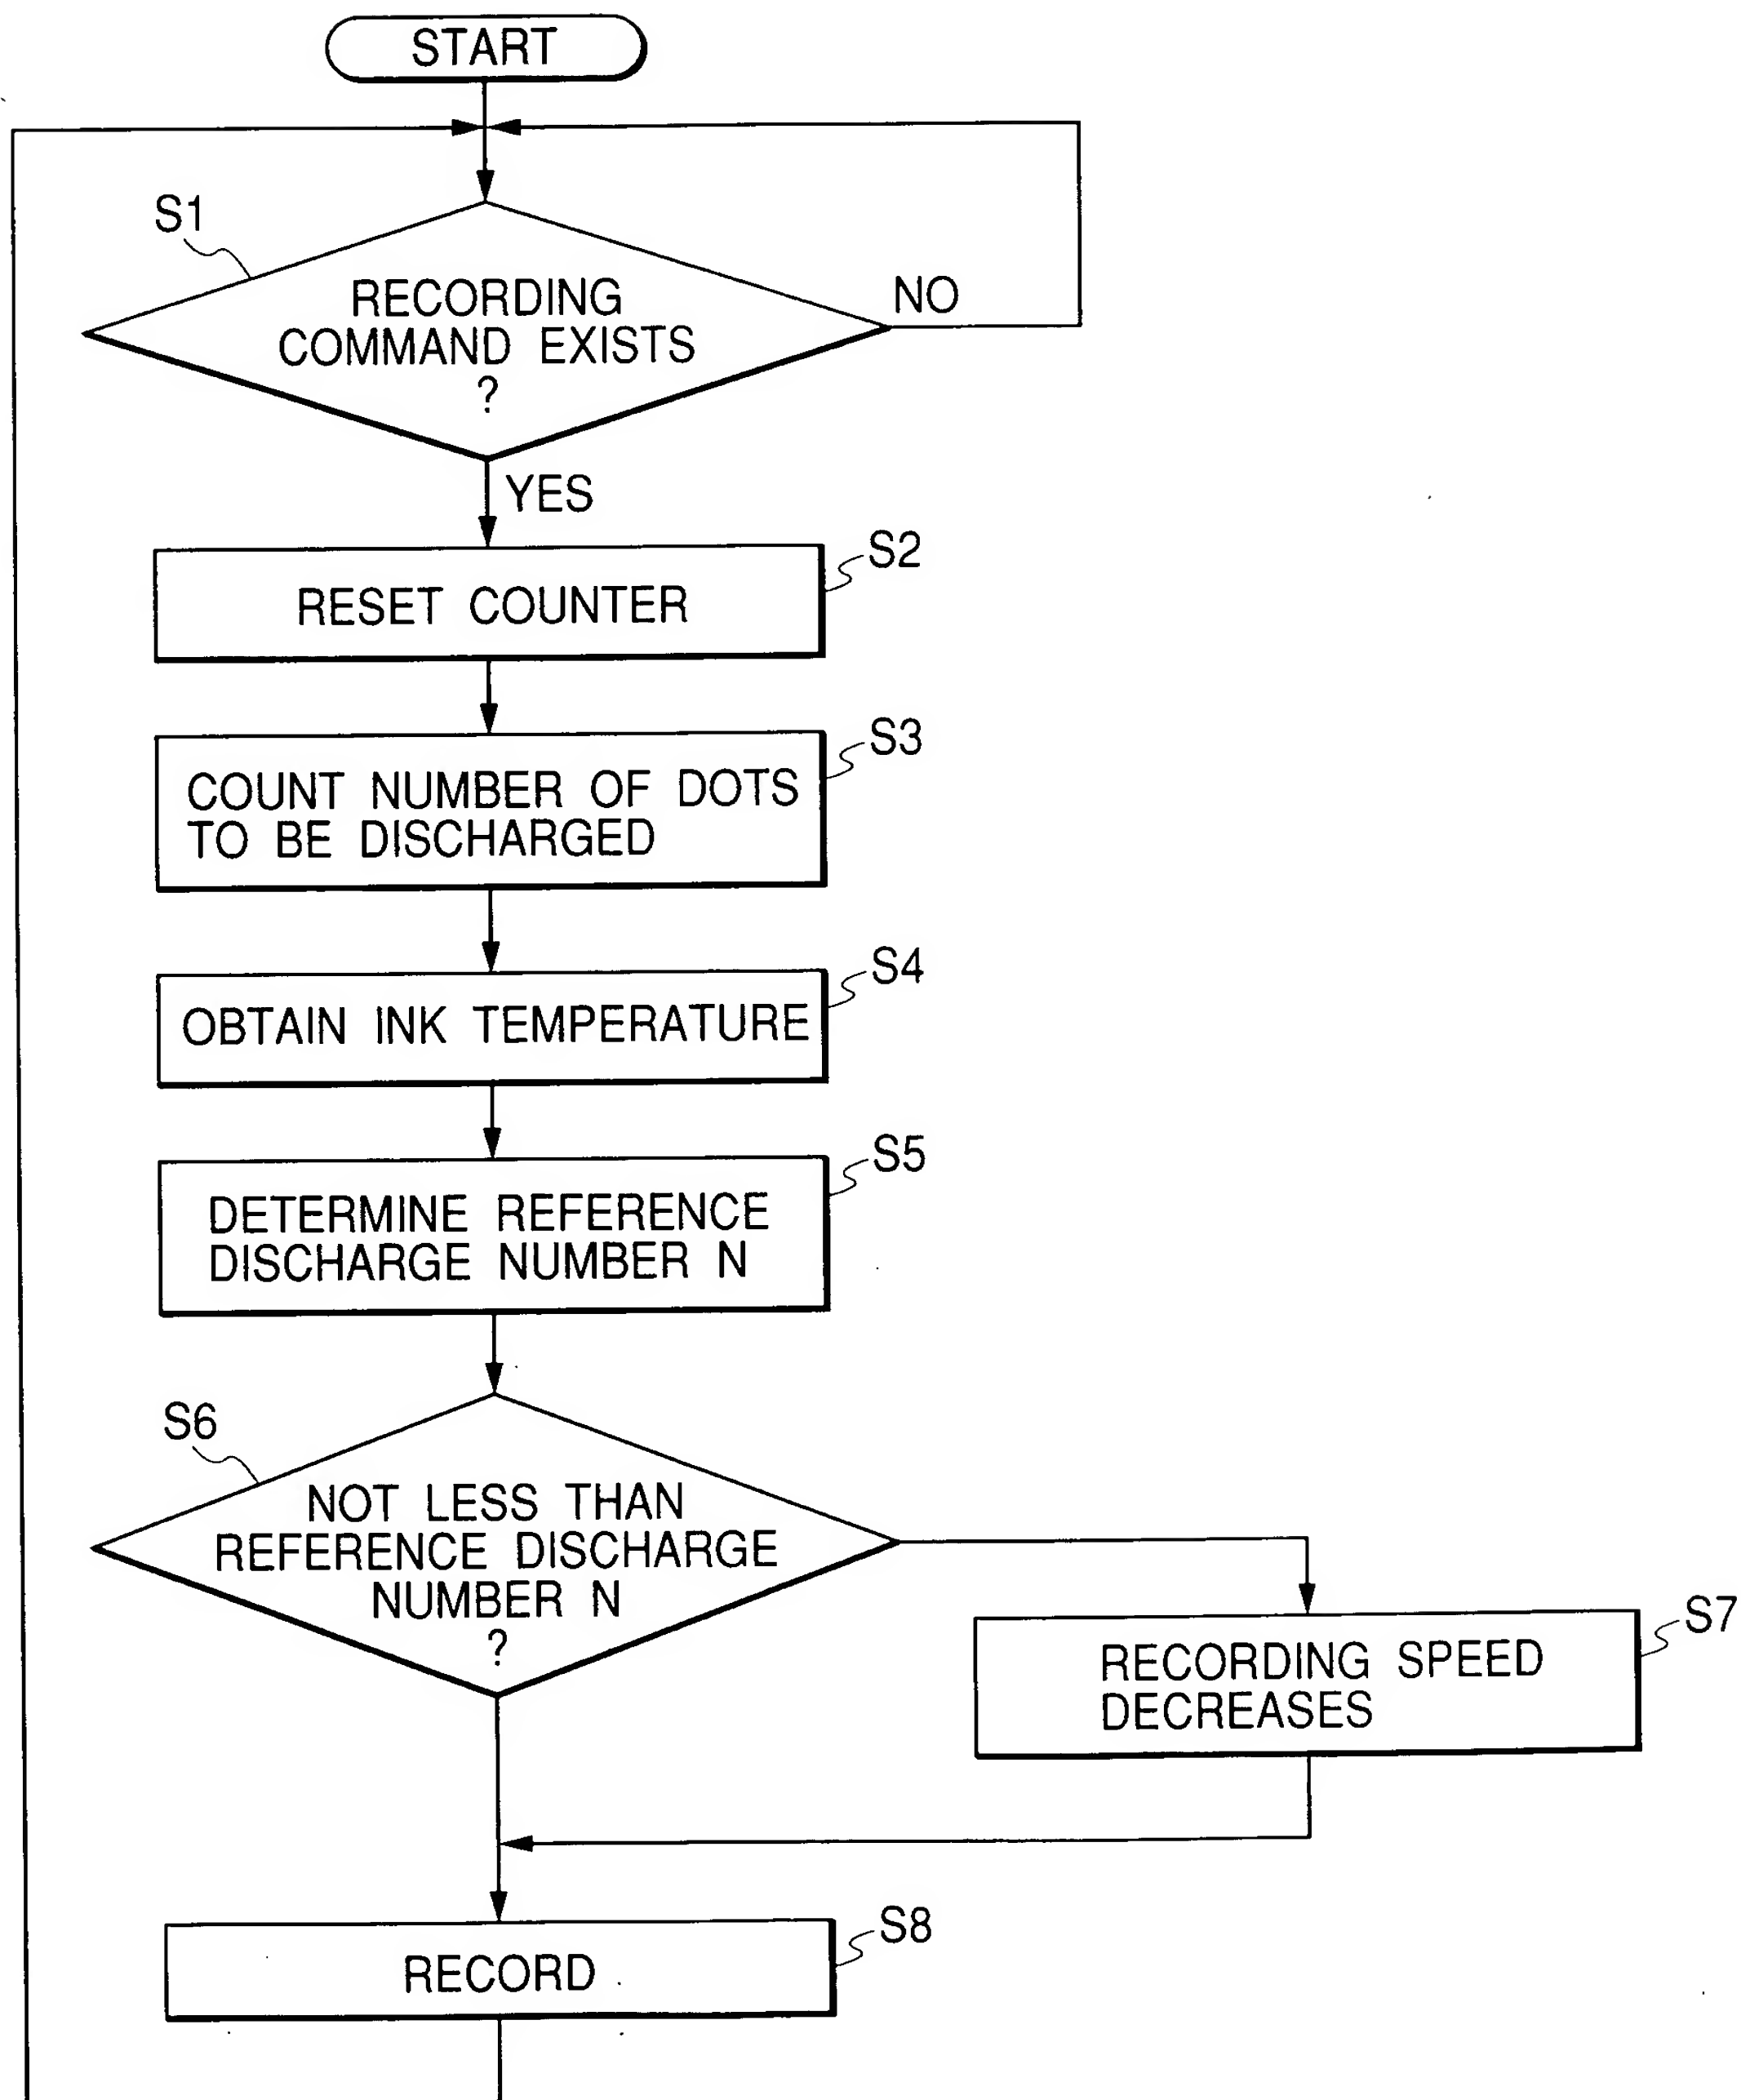 START
S1
RECORDING
COMMAND EXISTS
?
NO
YES
S2
RESET COUNTER
S3
COUNT NUMBER OF DOTS
TO BE DISCHARGED
S4
OBTAIN INK TEMPERATURE
S5
DETERMINE REFERENCE
DISCHARGE NUMBER N
S6
NOT LESS THAN
REFERENCE DISCHARGE
NUMBER N
?
S7
RECORDING SPEED
DECREASES
S8
RECORD